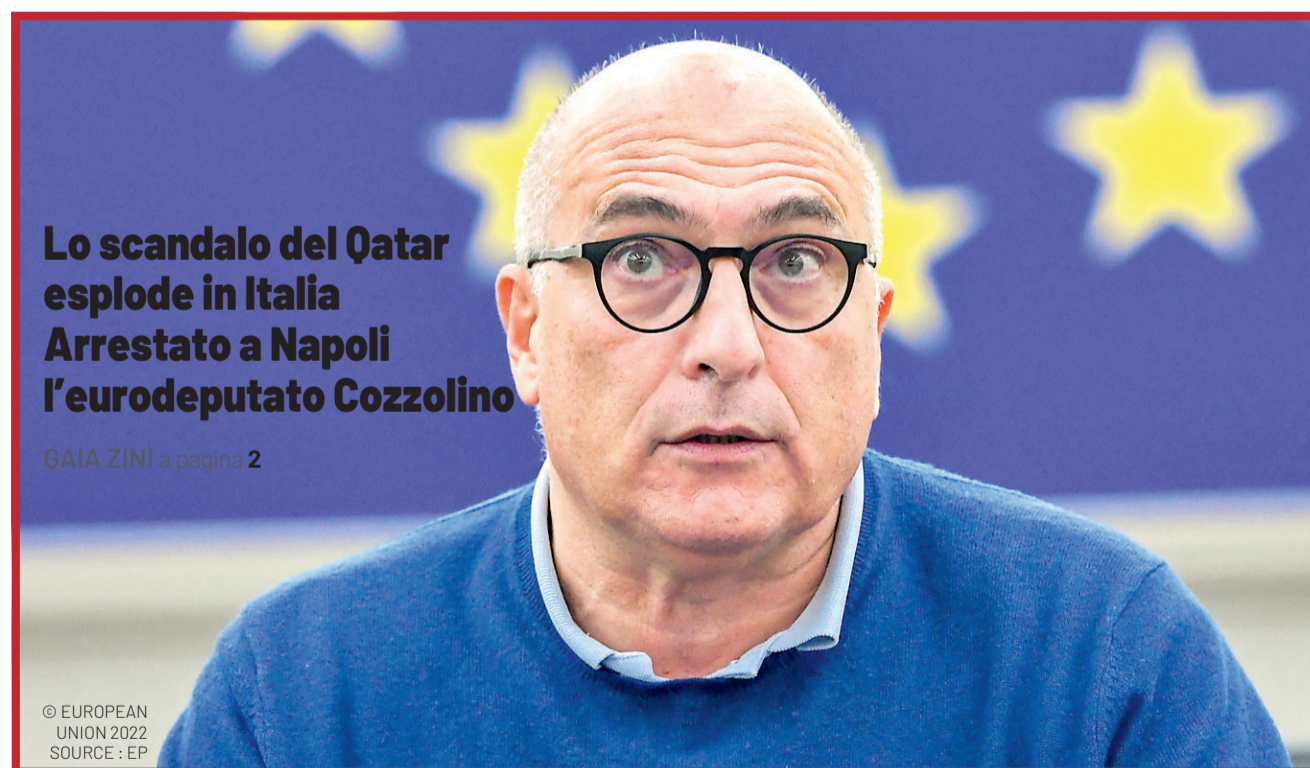 Lo scandalo del Qatar
esplode in Italia
Arrestato a Napoli
l'eurodeputato Cozzolino
GAIA ZINI a pagina 2
© EUROPEAN
UNION 2022
SOURCE : EP